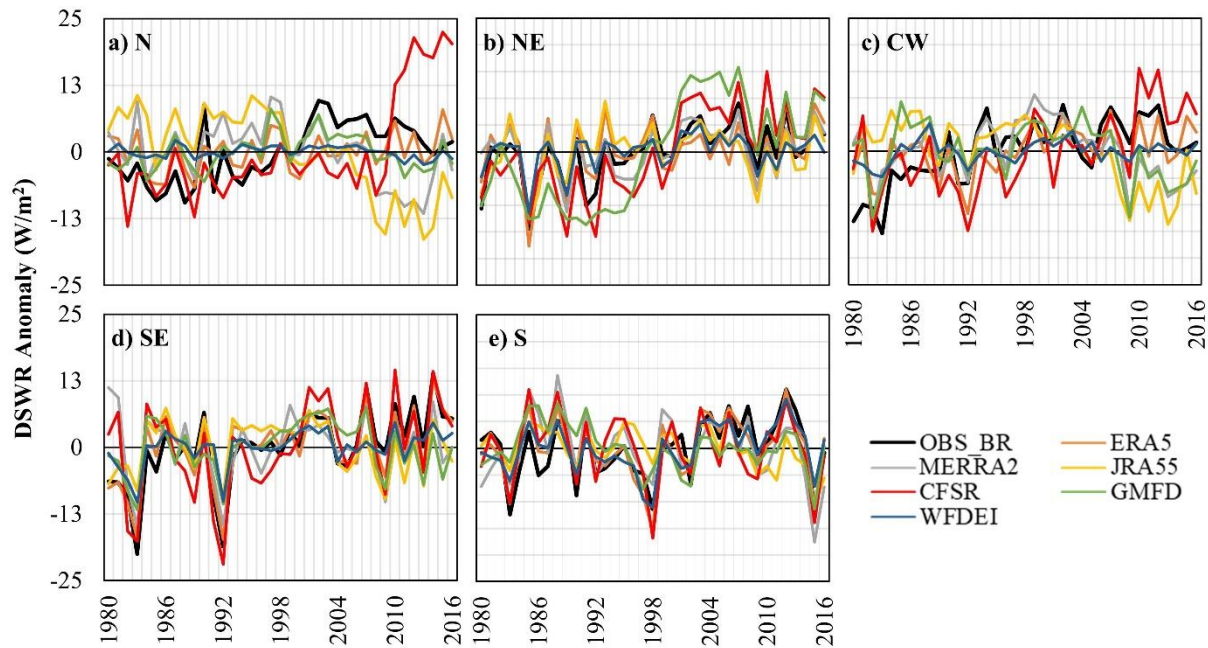 DSWR Anomaly (W/m²)
25
13
0
-13
-25
a) N
b) NE
c) CW
1980
1986
1992
1998
2004
2010
2016
25
13
0
-13
-25
d) SE
e) S
1980
1986
1992
1998
2004
2010
2016
1980
1986
1992
1998
2004
2010
2016
OBS_BR
ERA5
MERRA2
JRA55
CFSR
GMFD
WFDEI